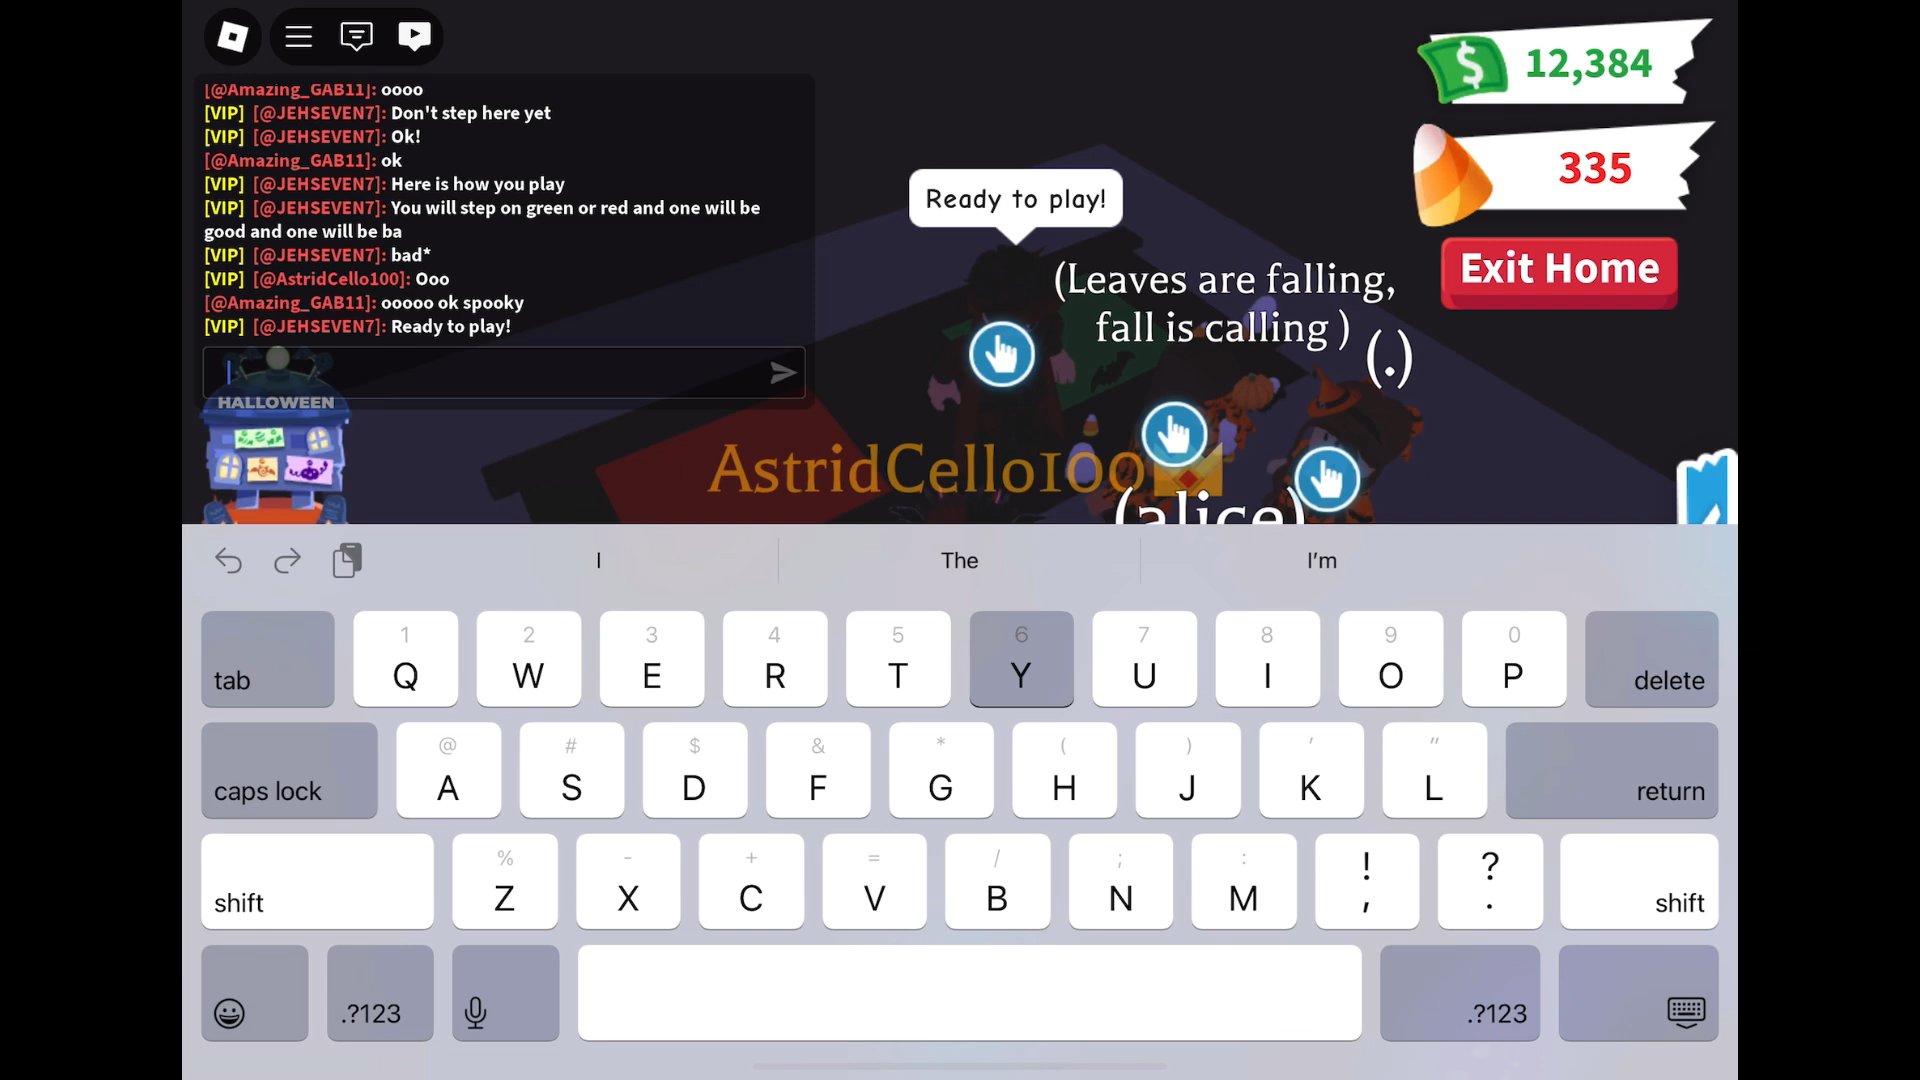 [@Amazing_GAB11]: oooo
[VIP] [@JEHSEVEN7]: Don't step here yet
[VIP] [@JEHSEVEN7]: Ok!
[@Amazing_GAB11]: ok
[VIP] [@JEHSEVEN7]: Here is how you play
[VIP] [@JEHSEVEN7]: You will step on green or red and one will be
good and one will be ba
[VIP] [@JEHSEVEN7]: bad*
[VIP] [@AstridCello100]: Ooo
[@Amazing_GAB11]: ooooo ok spooky
[VIP] [@JEHSEVEN7]: Ready to play!
HALLOWEEN
Ready to play!
(Leaves are falling,
fall is calling )
(.)
AstridCello100
(alice)
$ 12,384
335
Exit Home
I The I'm
1 2 3 4 5 6 7 8 9 0
tab Q W E R T Y U I O P delete
@ # $ & * ( ) ' "
caps lock A S D F G H J K L return
% - + = / ; : ! ?
shift Z X C V B N M , . shift
.?123 .?123